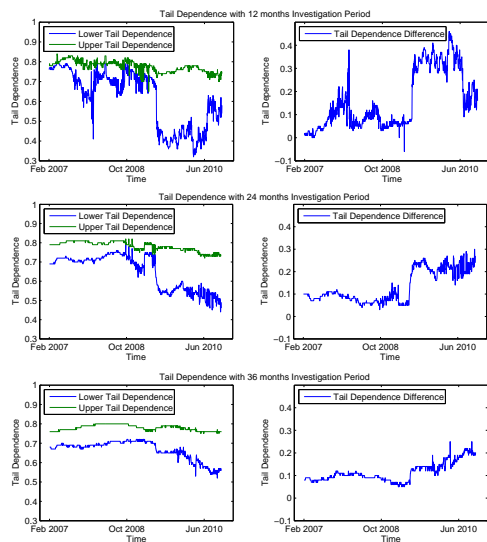 Tail Dependence with 12 months Investigation Period
1
0.9
0.8
0.7
0.6
0.5
0.4
0.3
Tail Dependence
Lower Tail Dependence
Upper Tail Dependence
Feb 2007
Oct 2008
Jun 2010
Time
0.4
0.3
0.2
0.1
0
−0.1
Tail Dependence
Tail Dependence Difference
Feb 2007
Oct 2008
Jun 2010
Time
Tail Dependence with 24 months Investigation Period
1
0.9
0.8
0.7
0.6
0.5
0.4
0.3
Tail Dependence
Lower Tail Dependence
Upper Tail Dependence
Feb 2007
Oct 2008
Jun 2010
Time
0.4
0.3
0.2
0.1
0
−0.1
Tail Dependence
Tail Dependence Difference
Feb 2007
Oct 2008
Jun 2010
Time
Tail Dependence with 36 months Investigation Period
1
0.9
0.8
0.7
0.6
0.5
0.4
0.3
Tail Dependence
Lower Tail Dependence
Upper Tail Dependence
Feb 2007
Oct 2008
Jun 2010
Time
0.4
0.3
0.2
0.1
0
−0.1
Tail Dependence
Tail Dependence Difference
Feb 2007
Oct 2008
Jun 2010
Time